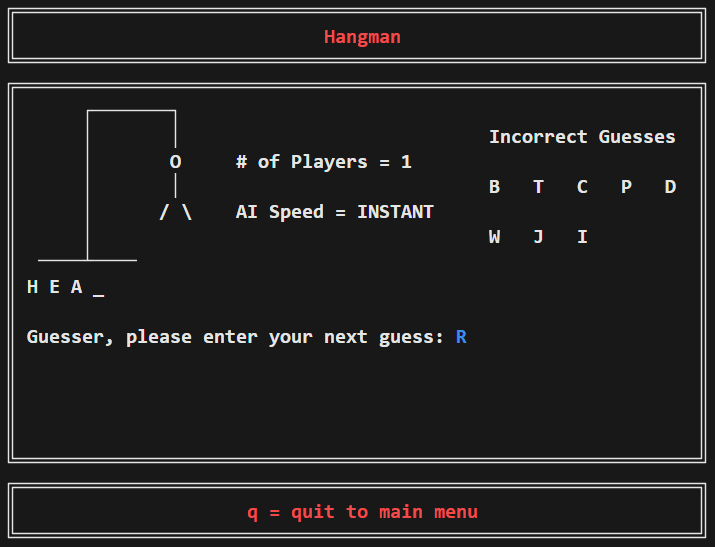 Hangman
Incorrect Guesses
O # of Players = 1
B T C P D
/ \ AI Speed = INSTANT
W J I
H E A _
Guesser, please enter your next guess: R
q = quit to main menu